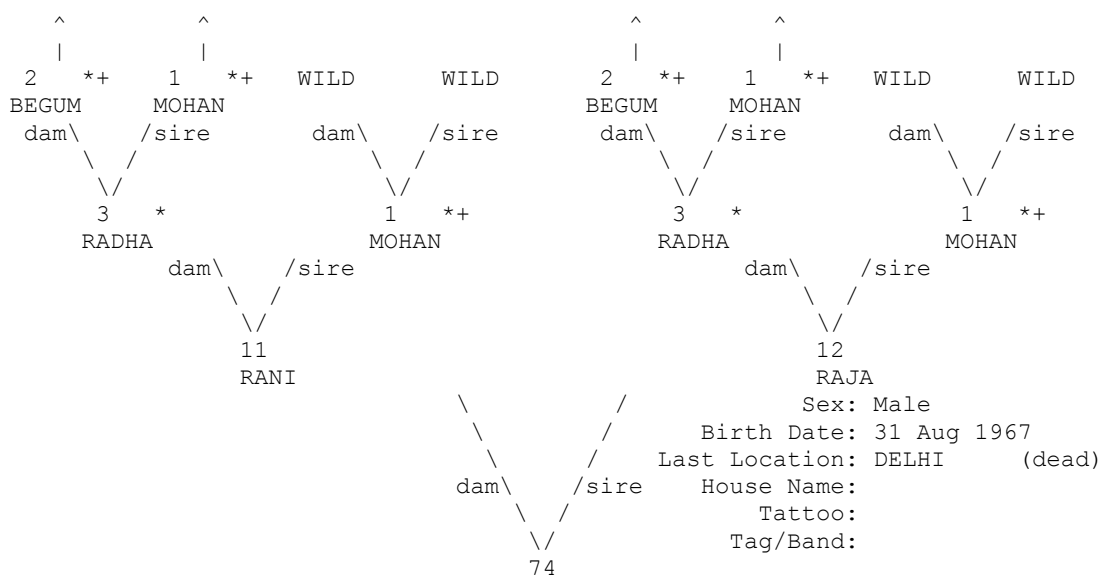 ^ ^ ^ ^
| | | |
2 *+ 1 *+ WILD WILD 2 *+ 1 *+ WILD WILD
BEGUM MOHAN BEGUM MOHAN
dam\ /sire dam\ /sire dam\ /sire dam\ /sire
\ / \ / \ / \ /
\/ \/ \/ \/
3 * 1 *+ 3 * 1 *+
RADHA MOHAN RADHA MOHAN
dam\ /sire dam\ /sire
\ / \ /
\/ \/
11 12
RANI RAJA
\ / Sex: Male
\ / Birth Date: 31 Aug 1967
\ / Last Location: DELHI (dead)
dam\ /sire House Name:
\ / Tattoo:
\/ Tag/Band:
74